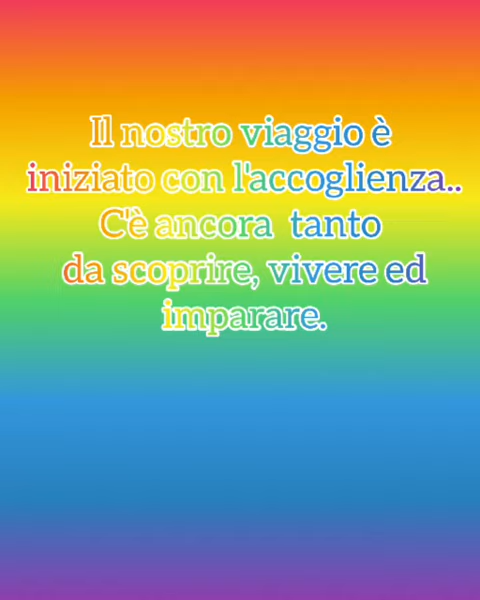 Il nostro viaggio è
iniziato con l'accoglienza..
C'è ancora  tanto
da scoprire, vivere ed
imparare.